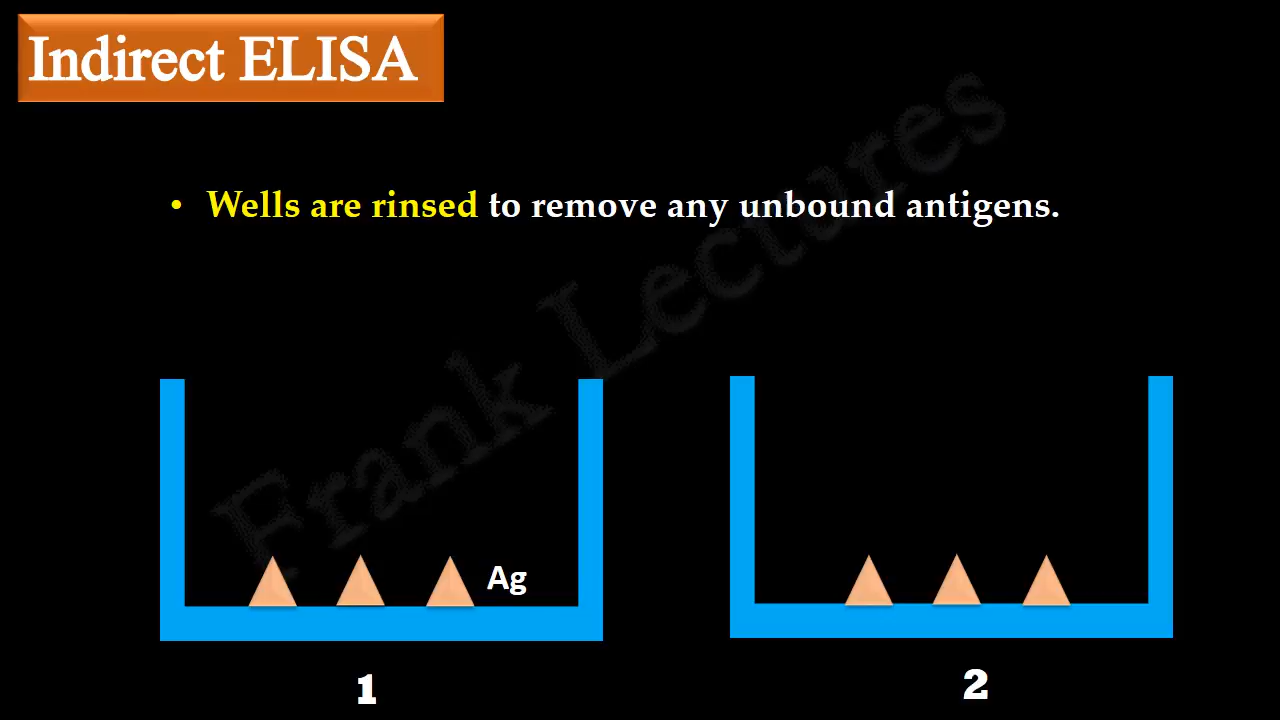 Indirect ELISA
• Wells are rinsed to remove any unbound antigens.
Frank Lectures
Ag
1
2